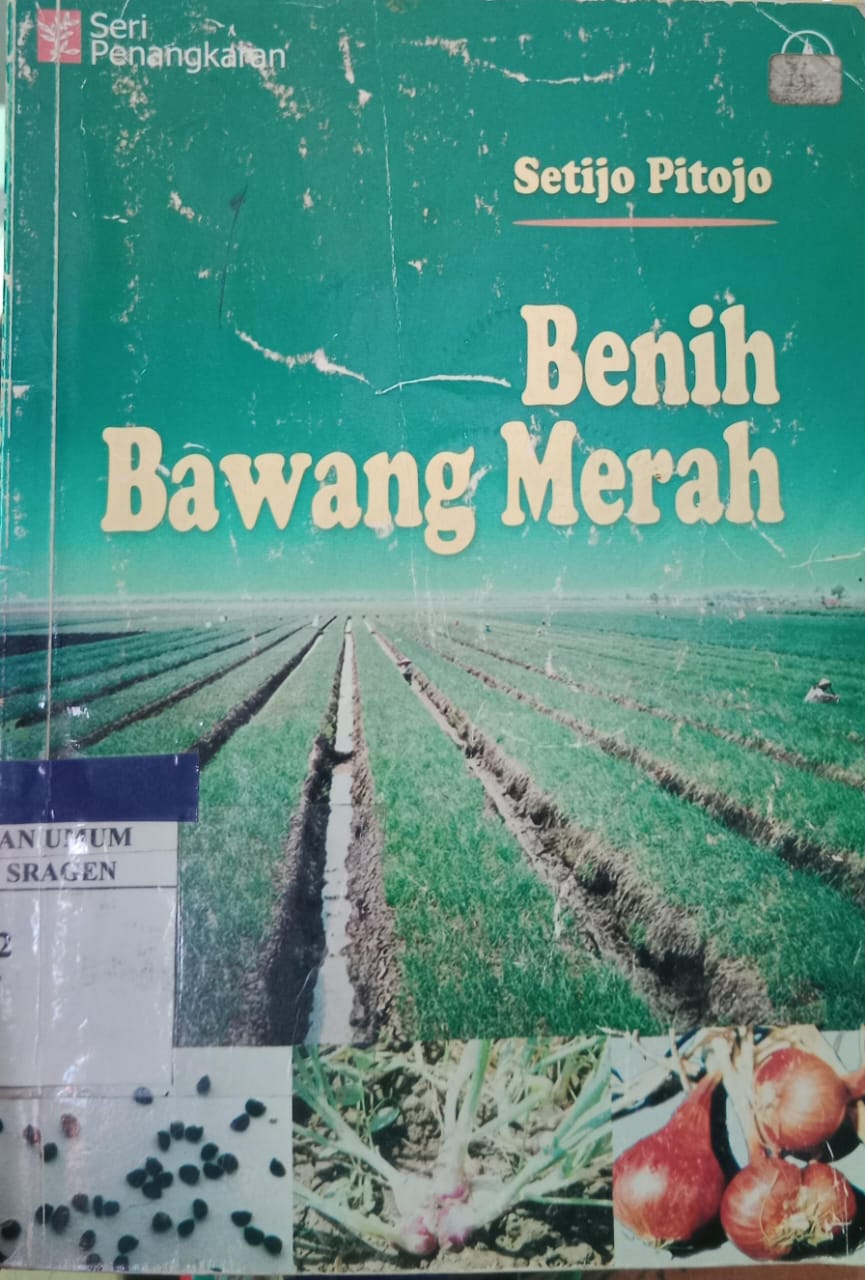 Seri
Penangkaran
Setijo Pitojo
Benih
Bawang Merah
AN UMUM
SRAGEN
2